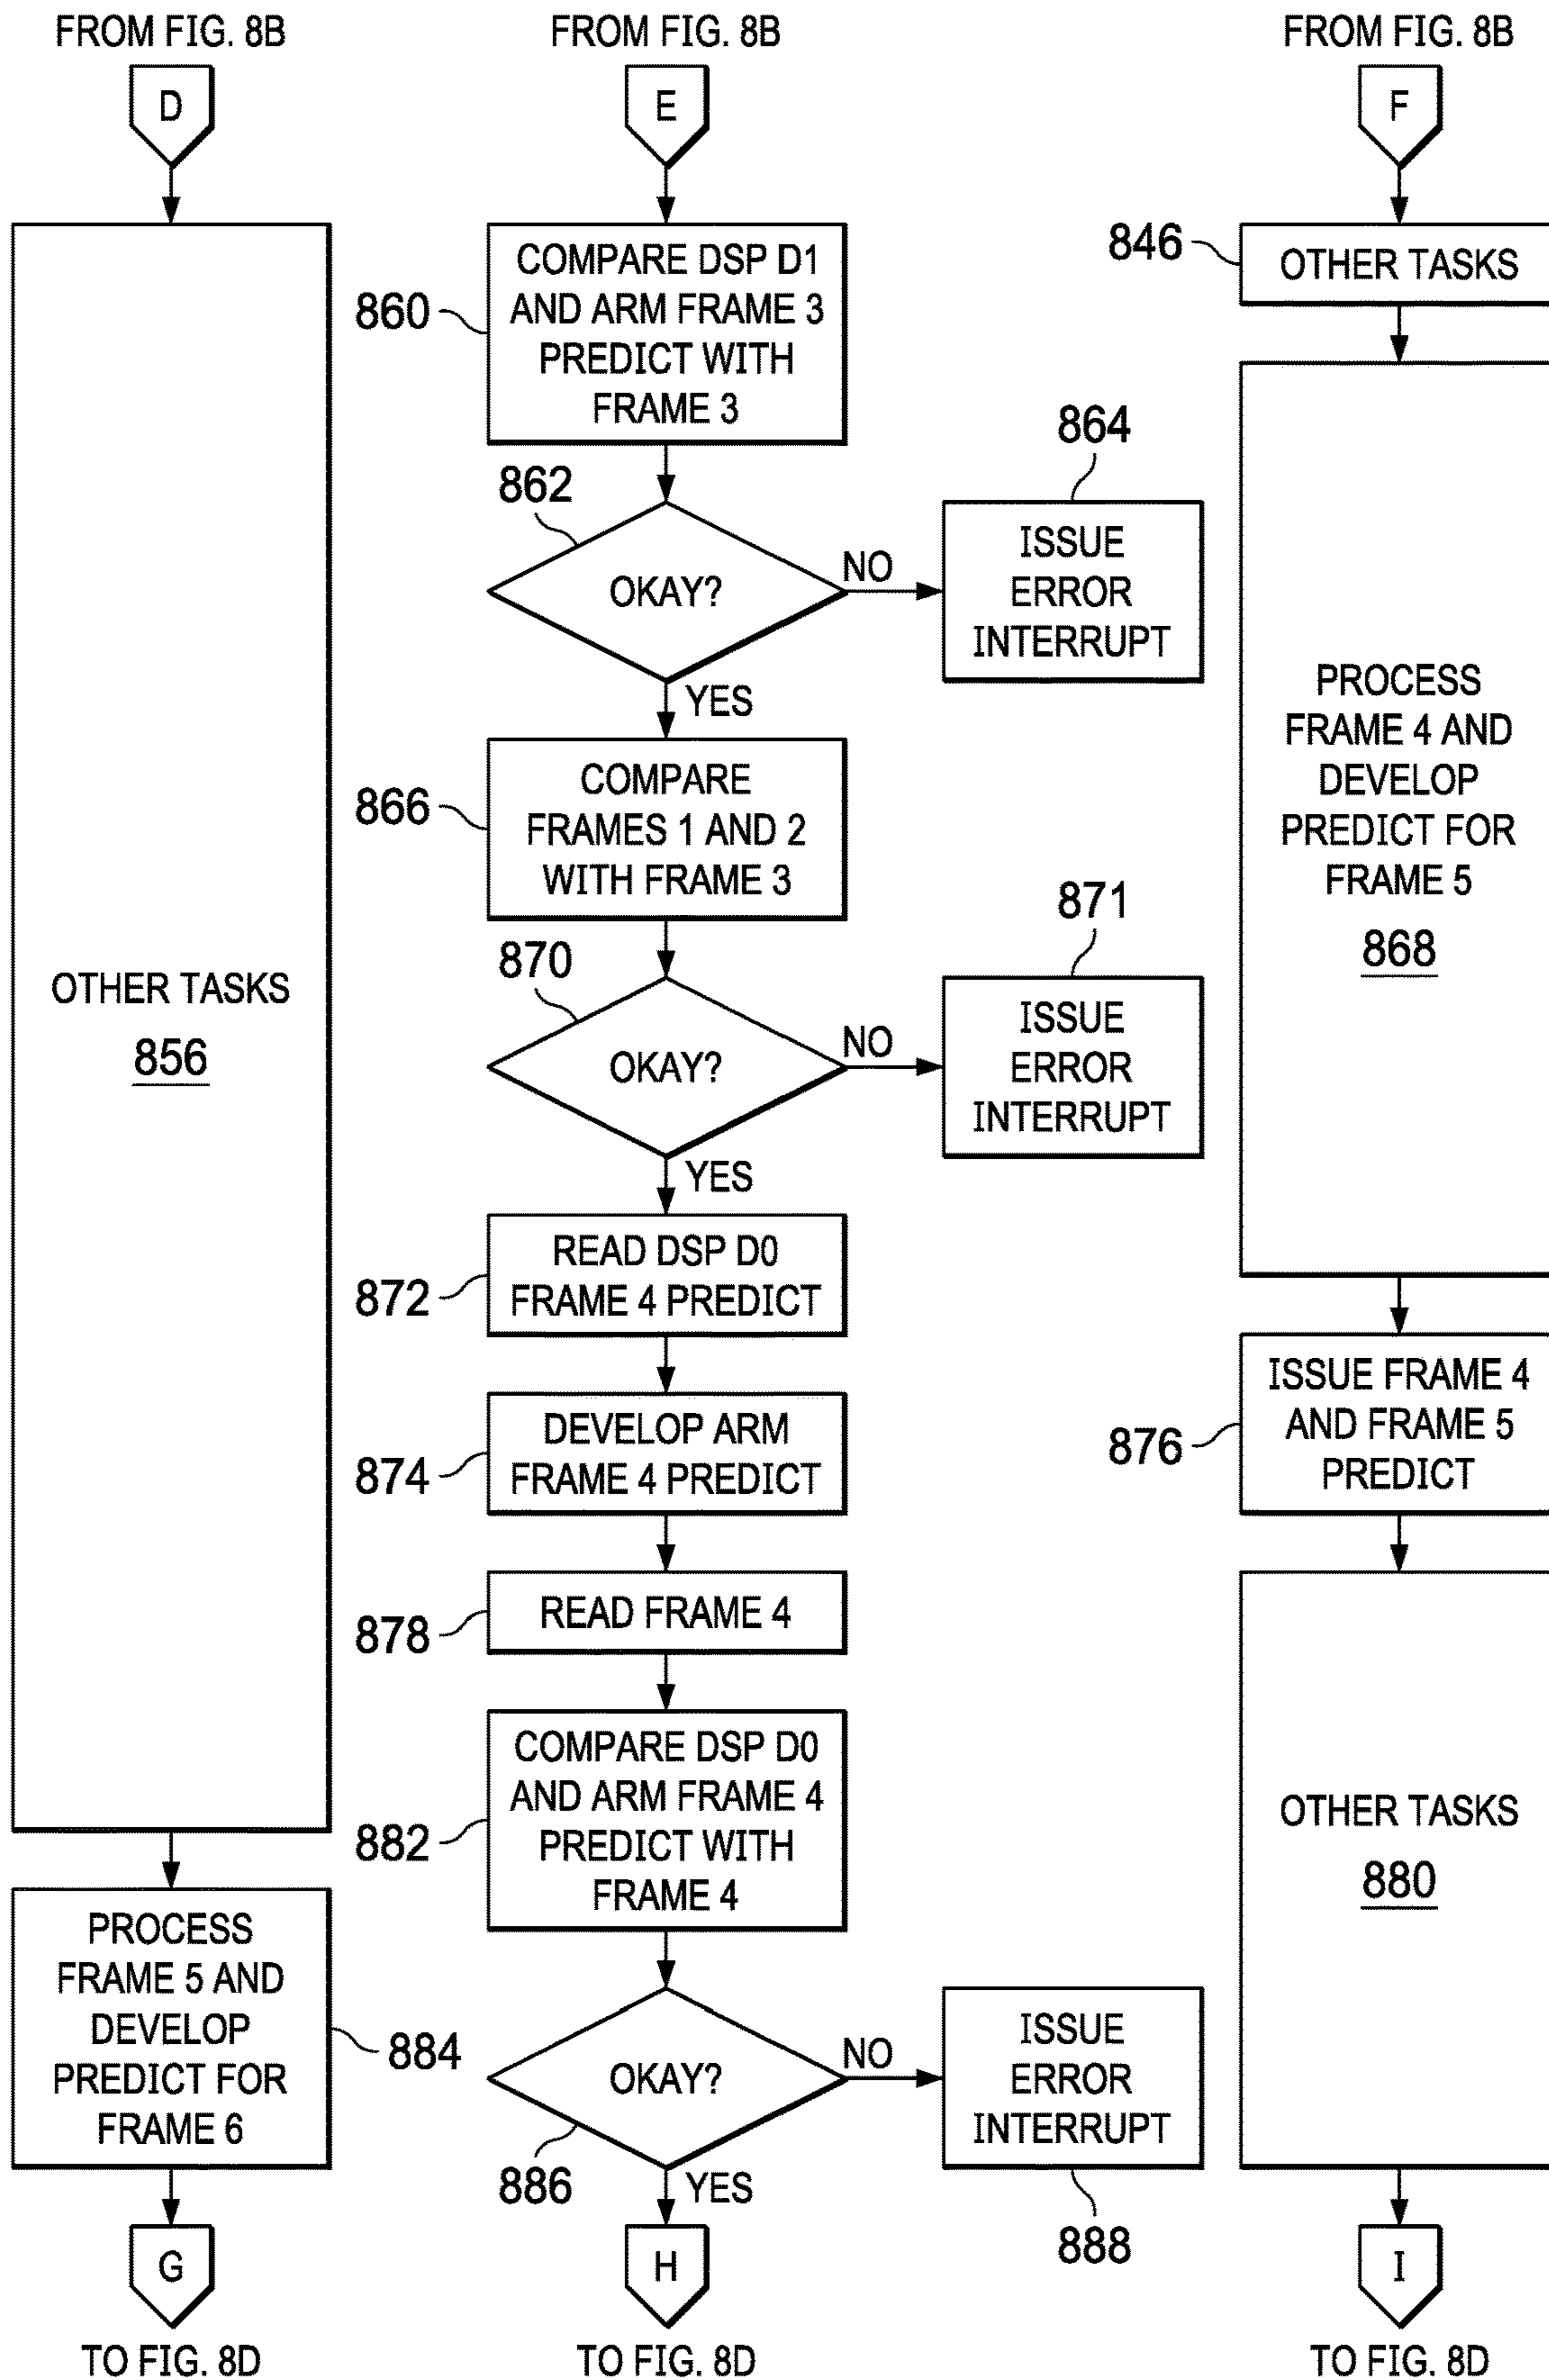 FROM FIG. 8B
D
OTHER TASKS
856
PROCESS
FRAME 5 AND
DEVELOP
PREDICT FOR
FRAME 6
884
G
TO FIG. 8D
FROM FIG. 8B
E
COMPARE DSP D1
AND ARM FRAME 3
PREDICT WITH
FRAME 3
860
862
OKAY?
NO
864
ISSUE
ERROR
INTERRUPT
YES
COMPARE
FRAMES 1 AND 2
WITH FRAME 3
866
870
OKAY?
NO
871
ISSUE
ERROR
INTERRUPT
YES
READ DSP D0
FRAME 4 PREDICT
872
DEVELOP ARM
FRAME 4 PREDICT
874
READ FRAME 4
878
COMPARE DSP D0
AND ARM FRAME 4
PREDICT WITH
FRAME 4
882
OKAY?
886
NO
ISSUE
ERROR
INTERRUPT
888
YES
H
TO FIG. 8D
FROM FIG. 8B
F
846
OTHER TASKS
PROCESS
FRAME 4 AND
DEVELOP
PREDICT FOR
FRAME 5
868
ISSUE FRAME 4
AND FRAME 5
PREDICT
876
OTHER TASKS
880
I
TO FIG. 8D